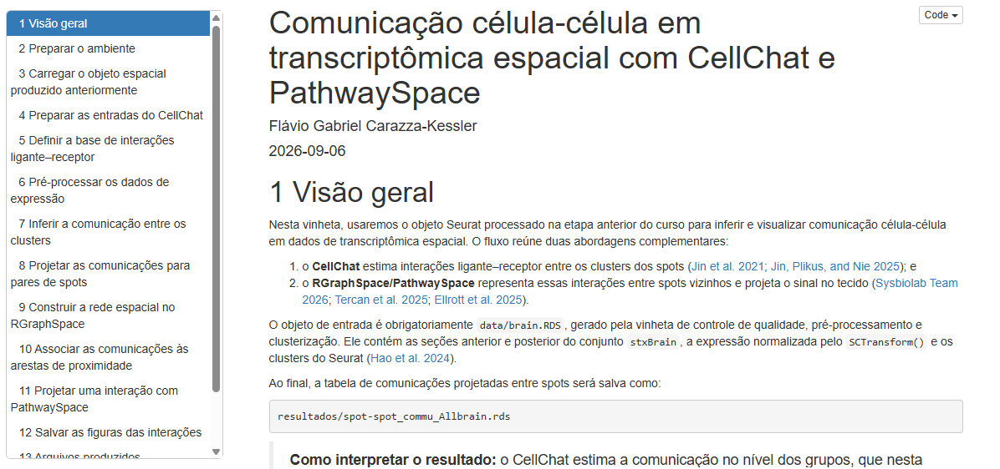 1 Visão geral
2 Preparar o ambiente
3 Carregar o objeto espacial
produzido anteriormente
4 Preparar as entradas do CellChat
5 Definir a base de interações
ligante–receptor
6 Pré-processar os dados de
expressão
7 Inferir a comunicação entre os
clusters
8 Projetar as comunicações para
pares de spots
9 Construir a rede espacial no
RGraphSpace
10 Associar as comunicações às
arestas de proximidade
11 Projetar uma interação com
PathwaySpace
12 Salvar as figuras das interações
13 Arquivos produzidos
Code
Comunicação célula-célula em
transcriptômica espacial com CellChat e
PathwaySpace
Flávio Gabriel Carazza-Kessler
2026-09-06
1 Visão geral
Nesta vinheta, usaremos o objeto Seurat processado na etapa anterior do curso para inferir e visualizar comunicação célula-célula
em dados de transcriptômica espacial. O fluxo reúne duas abordagens complementares:
1. o CellChat estima interações ligante–receptor entre os clusters dos spots (Jin et al. 2021; Jin, Plikus, and Nie 2025); e
2. o RGraphSpace/PathwaySpace representa essas interações entre spots vizinhos e projeta o sinal no tecido (Sysbiolab Team
2026; Tercan et al. 2025; Ellrott et al. 2025).
O objeto de entrada é obrigatoriamente data/brain.RDS, gerado pela vinheta de controle de qualidade, pré-processamento e
clusterização. Ele contém as seções anterior e posterior do conjunto stxBrain, a expressão normalizada pelo SCTransform() e os
clusters do Seurat (Hao et al. 2024).
Ao final, a tabela de comunicações projetadas entre spots será salva como:
resultados/spot-spot_commu_Allbrain.rds
Como interpretar o resultado: o CellChat estima a comunicação no nível dos grupos, que nesta